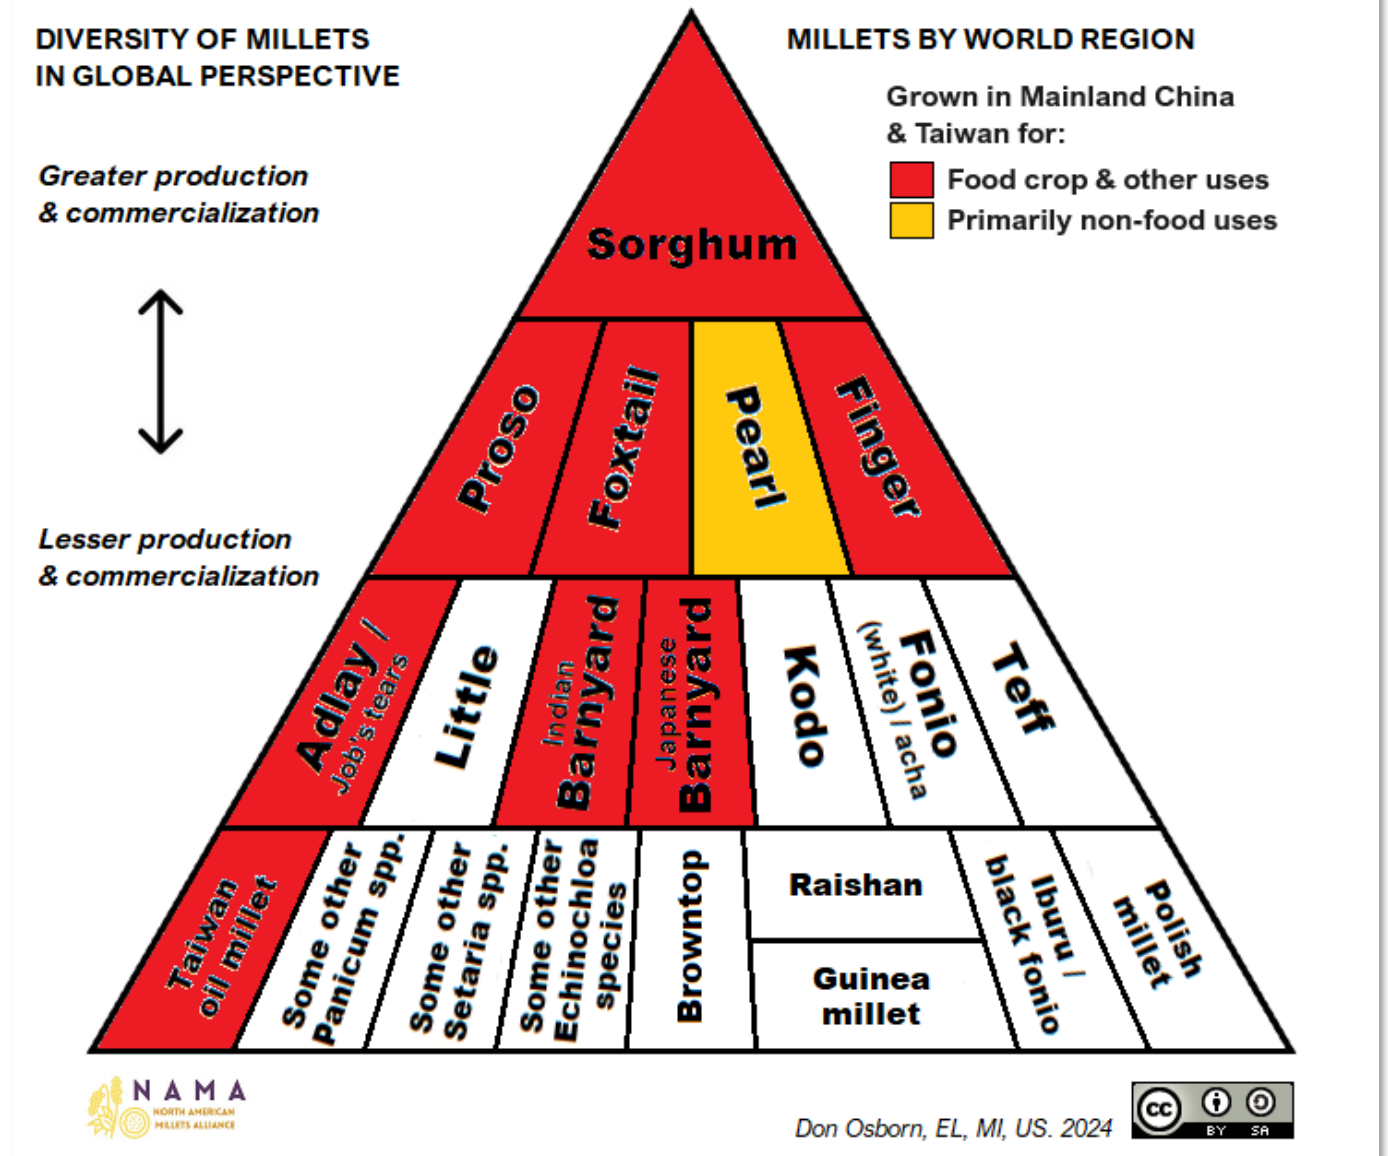 DIVERSITY OF MILLETS
IN GLOBAL PERSPECTIVE
MILLETS BY WORLD REGION
Grown in Mainland China
& Taiwan for:
Food crop & other uses
Primarily non-food uses
Greater production
& commercialization
Lesser production
& commercialization
Sorghum
Proso
Foxtail
Pearl
Finger
Adlay /
Job's tears
Little
Indian
Barnyard
Japanese
Barnyard
Kodo
Fonio
(white) / acha
Teff
Taiwan
oil millet
Some other
Panicum spp.
Some other
Setaria spp.
Some other
Echinochloa
species
Browntop
Raishan
Guinea
millet
Iburu /
black fonio
Polish
millet
NAMA
NORTH AMERICAN
MILLETS ALLIANCE
Don Osborn, EL, MI, US. 2024
cc
BY SA